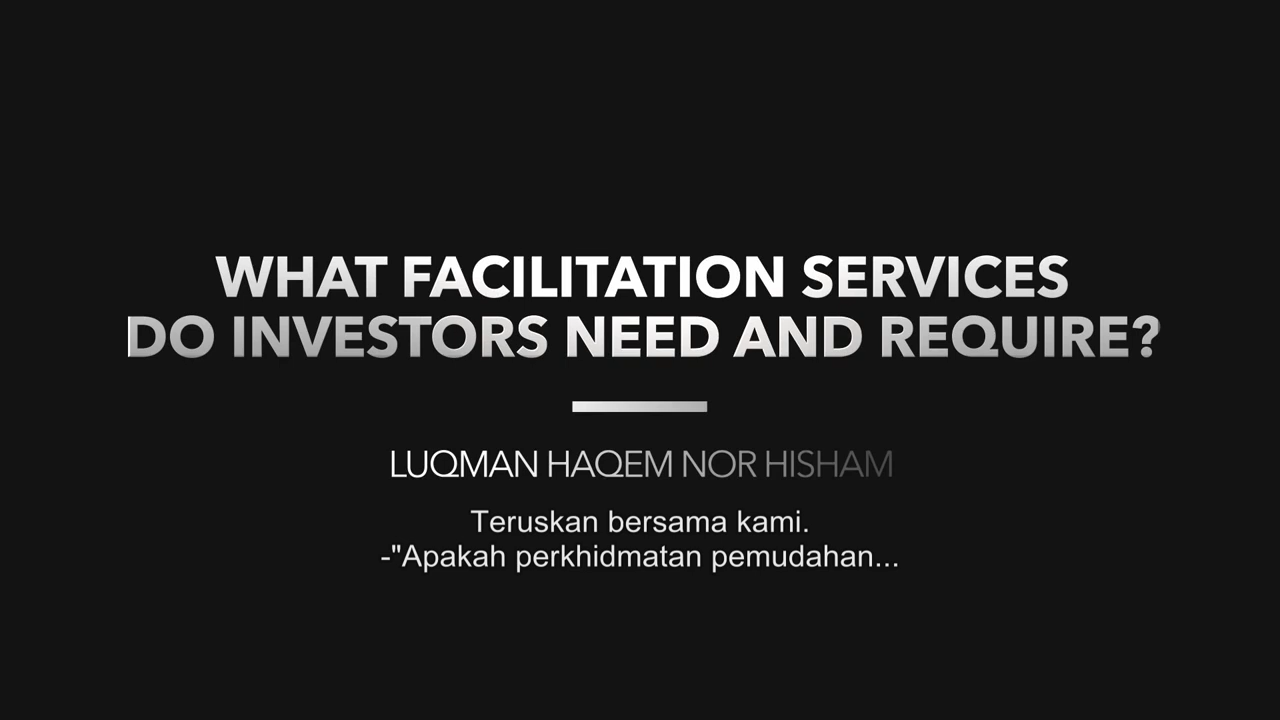 WHAT FACILITATION SERVICES
DO INVESTORS NEED AND REQUIRE?
LUQMAN HAQEM NOR HISHAM
Teruskan bersama kami.
-"Apakah perkhidmatan pemudahan...